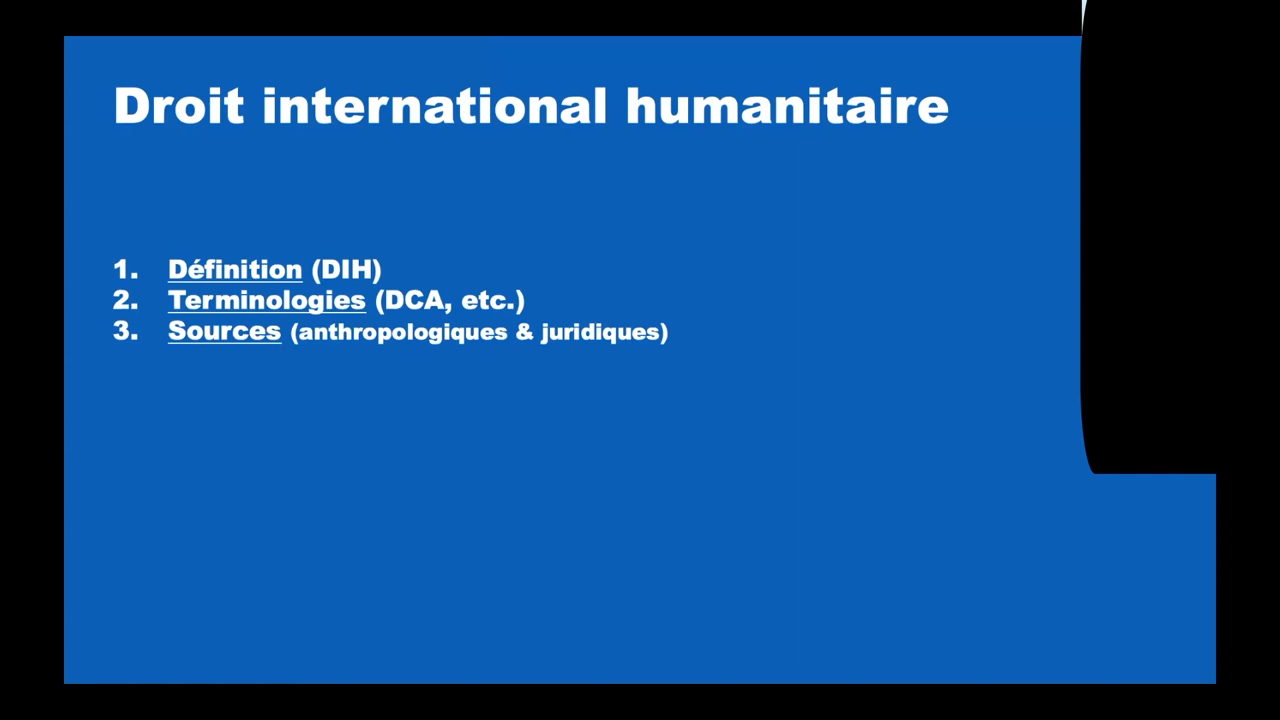 Droit international humanitaire
1. Définition (DIH)
2. Terminologies (DCA, etc.)
3. Sources (anthropologiques & juridiques)